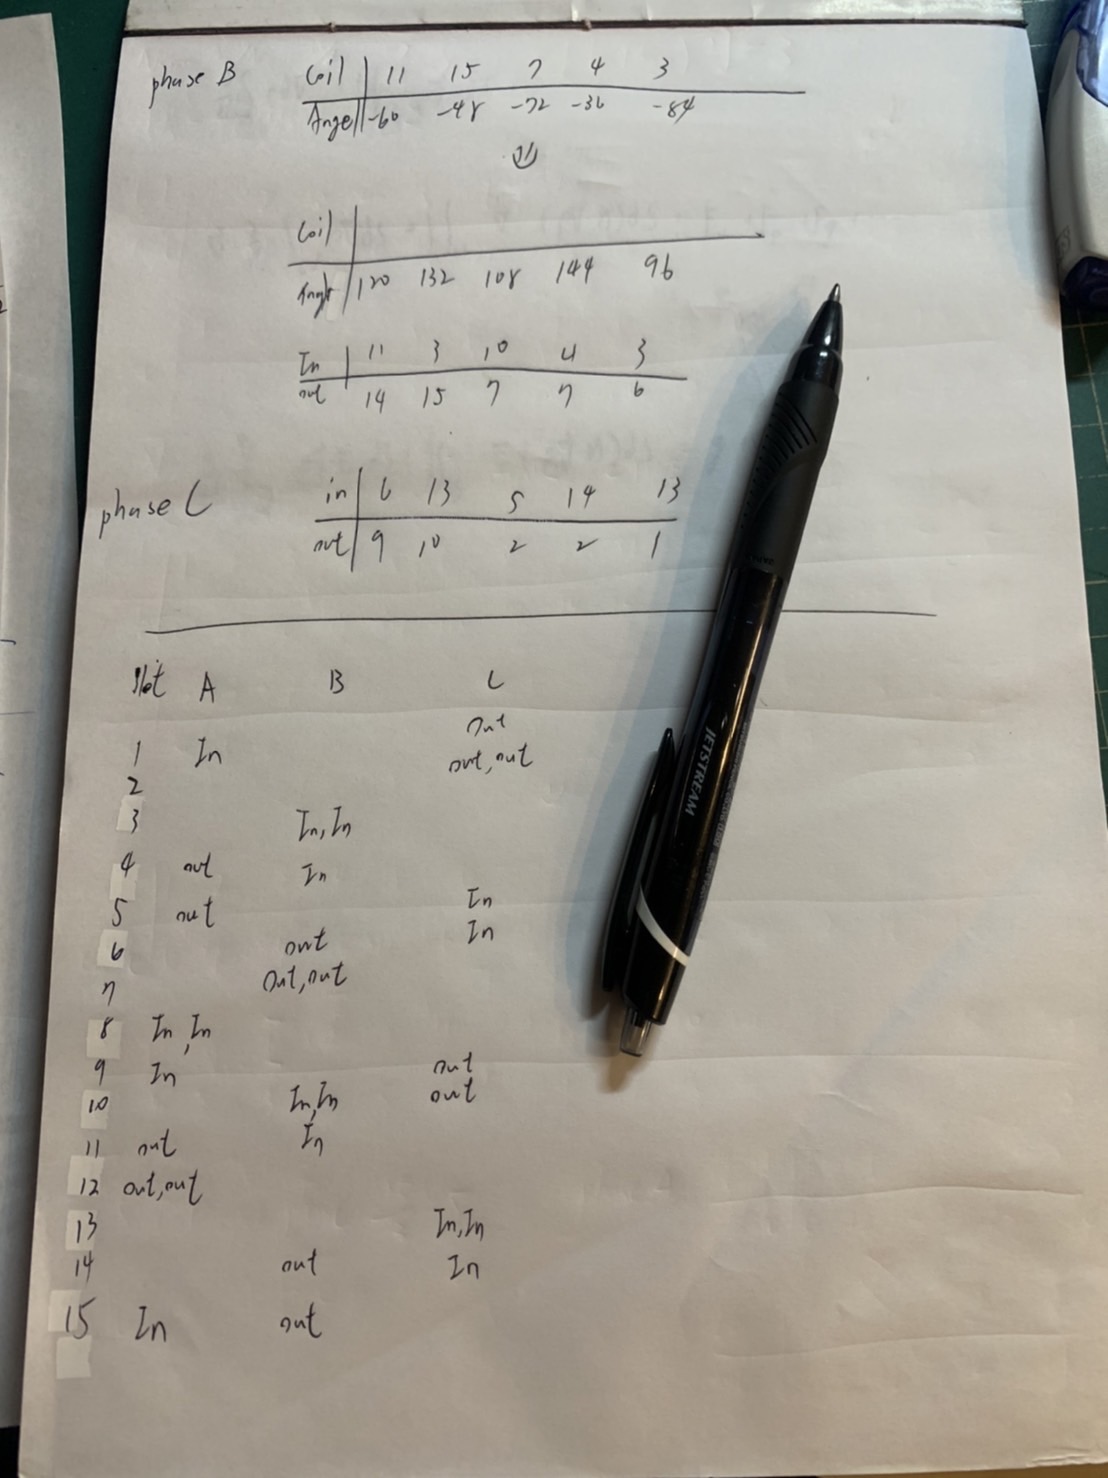 phase B Coil 11 15 7 4 3
Angel -60 -48 -72 -36 -84
Coil
Angl 120 132 108 144 96
In 11 3 10 4 3
out 14 15 7 7 6
phase C in 6 13 5 14 13
out 9 10 2 2 1
Slot A B C
out
1 In out,out
2
3 In,In
4 out In
5 out In
6 out In
7 out,out
8 In,In
9 In out
10 In,In out
11 out In
12 out,out
13 In,In
14 out In
15 In out
JETSTREAM